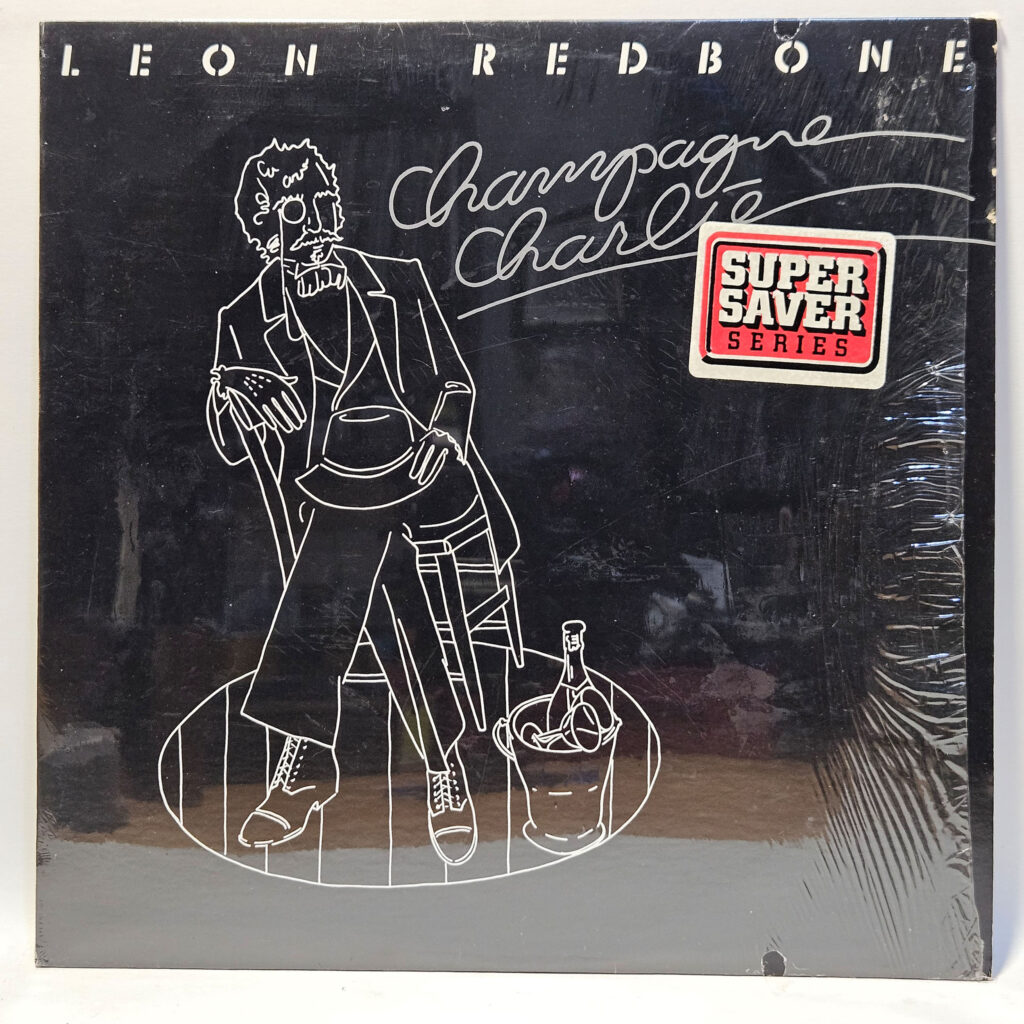 LEON REDBONE
Champagne
Charlie
SUPER
SAVER
SERIES